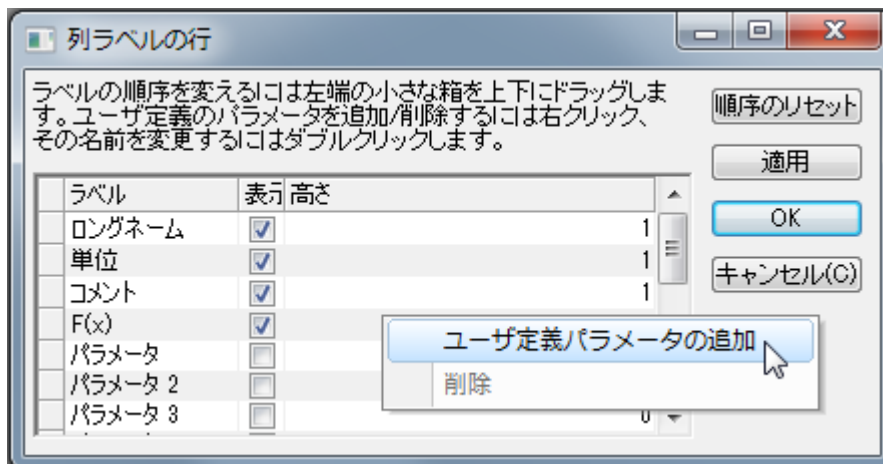 列ラベルの行
ラベルの順序を変えるには左端の小さな箱を上下にドラッグしま
す。ユーザ定義のパラメータを追加/削除するには右クリック、
その名前を変更するにはダブルクリックします。
順序のリセット
適用
OK
キャンセル(C)
ラベル 表示 高さ
ロングネーム 1
単位 1
コメント 1
F(x)
パラメータ
パラメータ 2
パラメータ 3 0
ユーザ定義パラメータの追加
削除